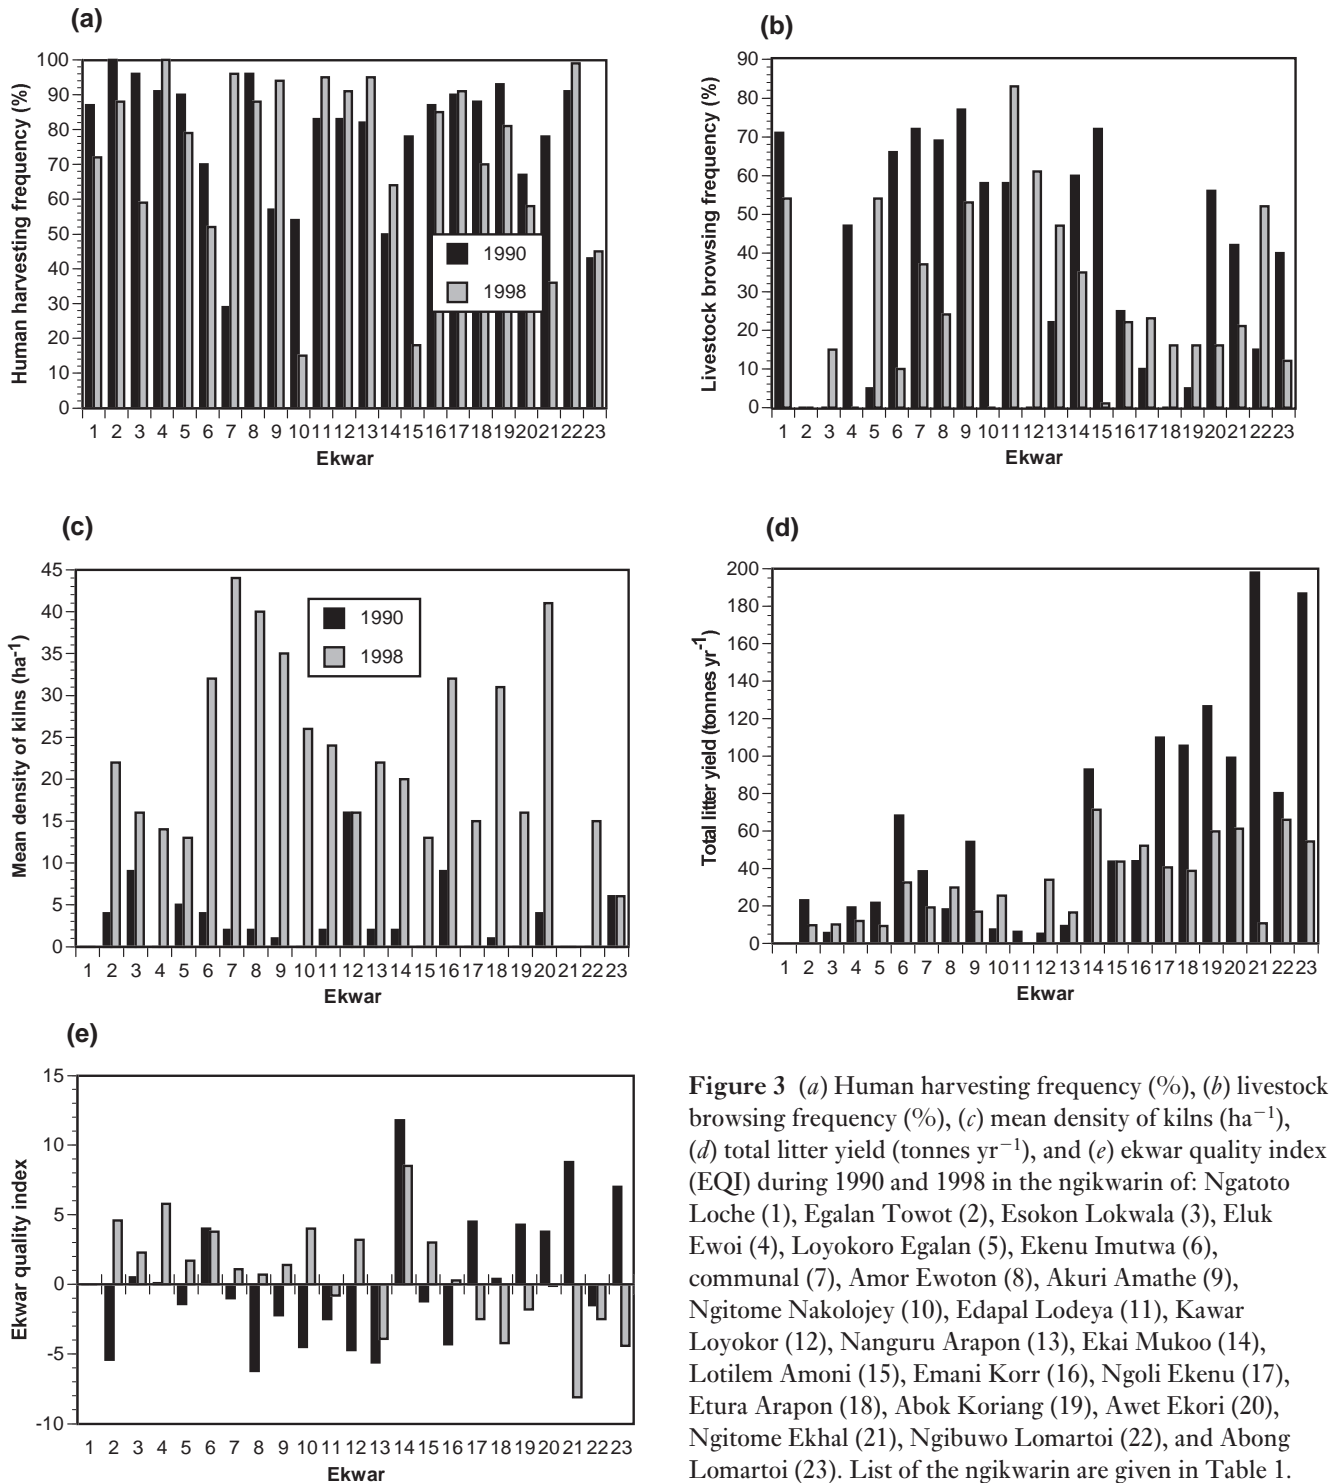 (a)
Human harvesting frequency (%)
100
90
80
70
60
50
40
30
20
10
0
1990
1998
1 2 3 4 5 6 7 8 9 10 11 12 13 14 15 16 17 18 19 20 21 22 23
Ekwar
(b)
Livestock browsing frequency (%)
90
80
70
60
50
40
30
20
10
0
1 2 3 4 5 6 7 8 9 10 11 12 13 14 15 16 17 18 19 20 21 22 23
Ekwar
(c)
Mean density of kilns (ha⁻¹)
45
40
35
30
25
20
15
10
5
0
1990
1998
1 2 3 4 5 6 7 8 9 10 11 12 13 14 15 16 17 18 19 20 21 22 23
Ekwar
(d)
Total litter yield (tonnes yr⁻¹)
200
180
160
140
120
100
80
60
40
20
0
1 2 3 4 5 6 7 8 9 10 11 12 13 14 15 16 17 18 19 20 21 22 23
Ekwar
(e)
Ekwar quality index
15
10
5
0
-5
-10
1 2 3 4 5 6 7 8 9 10 11 12 13 14 15 16 17 18 19 20 21 22 23
Ekwar
Figure 3 (a) Human harvesting frequency (%), (b) livestock
browsing frequency (%), (c) mean density of kilns (ha⁻¹),
(d) total litter yield (tonnes yr⁻¹), and (e) ekwar quality index
(EQI) during 1990 and 1998 in the ngikwarin of: Ngatoto
Loche (1), Egalan Towot (2), Esokon Lokwala (3), Eluk
Ewoi (4), Loyokoro Egalan (5), Ekenu Imutwa (6),
communal (7), Amor Ewoton (8), Akuri Amathe (9),
Ngitome Nakolojey (10), Edapal Lodeya (11), Kawar
Loyokor (12), Nanguru Arapon (13), Ekai Mukoo (14),
Lotilem Amoni (15), Emani Korr (16), Ngoli Ekenu (17),
Etura Arapon (18), Abok Koriang (19), Awet Ekori (20),
Ngitome Ekhal (21), Ngibuwo Lomartoi (22), and Abong
Lomartoi (23). List of the ngikwarin are given in Table 1.